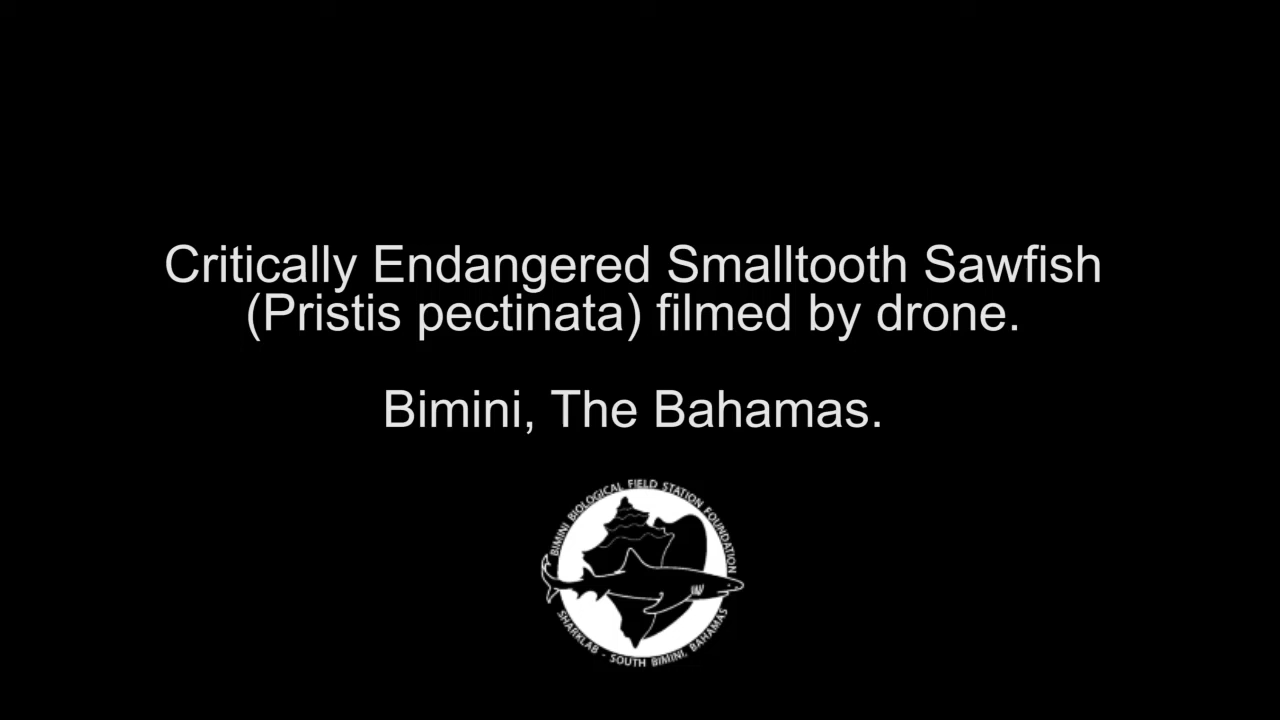 Critically Endangered Smalltooth Sawfish
(Pristis pectinata) filmed by drone.
Bimini, The Bahamas.
BIMINI BIOLOGICAL FIELD STATION FOUNDATION
SHARKLAB - SOUTH BIMINI, BAHAMAS